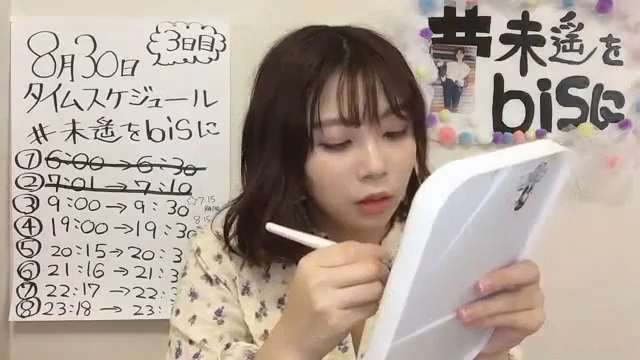 8月30日
3日目
タイムスケジュール
#未遥をbisに
① 6:00→6:30
② 7:01→7:10
③ 9:00→9:30
☆7:15
④ 19:00→19:30
⑤ 20:15→20:3
⑥ 21:16→21:3
⑦ 22:17→22:
⑧ 23:18→23:
#未遥を
bisに